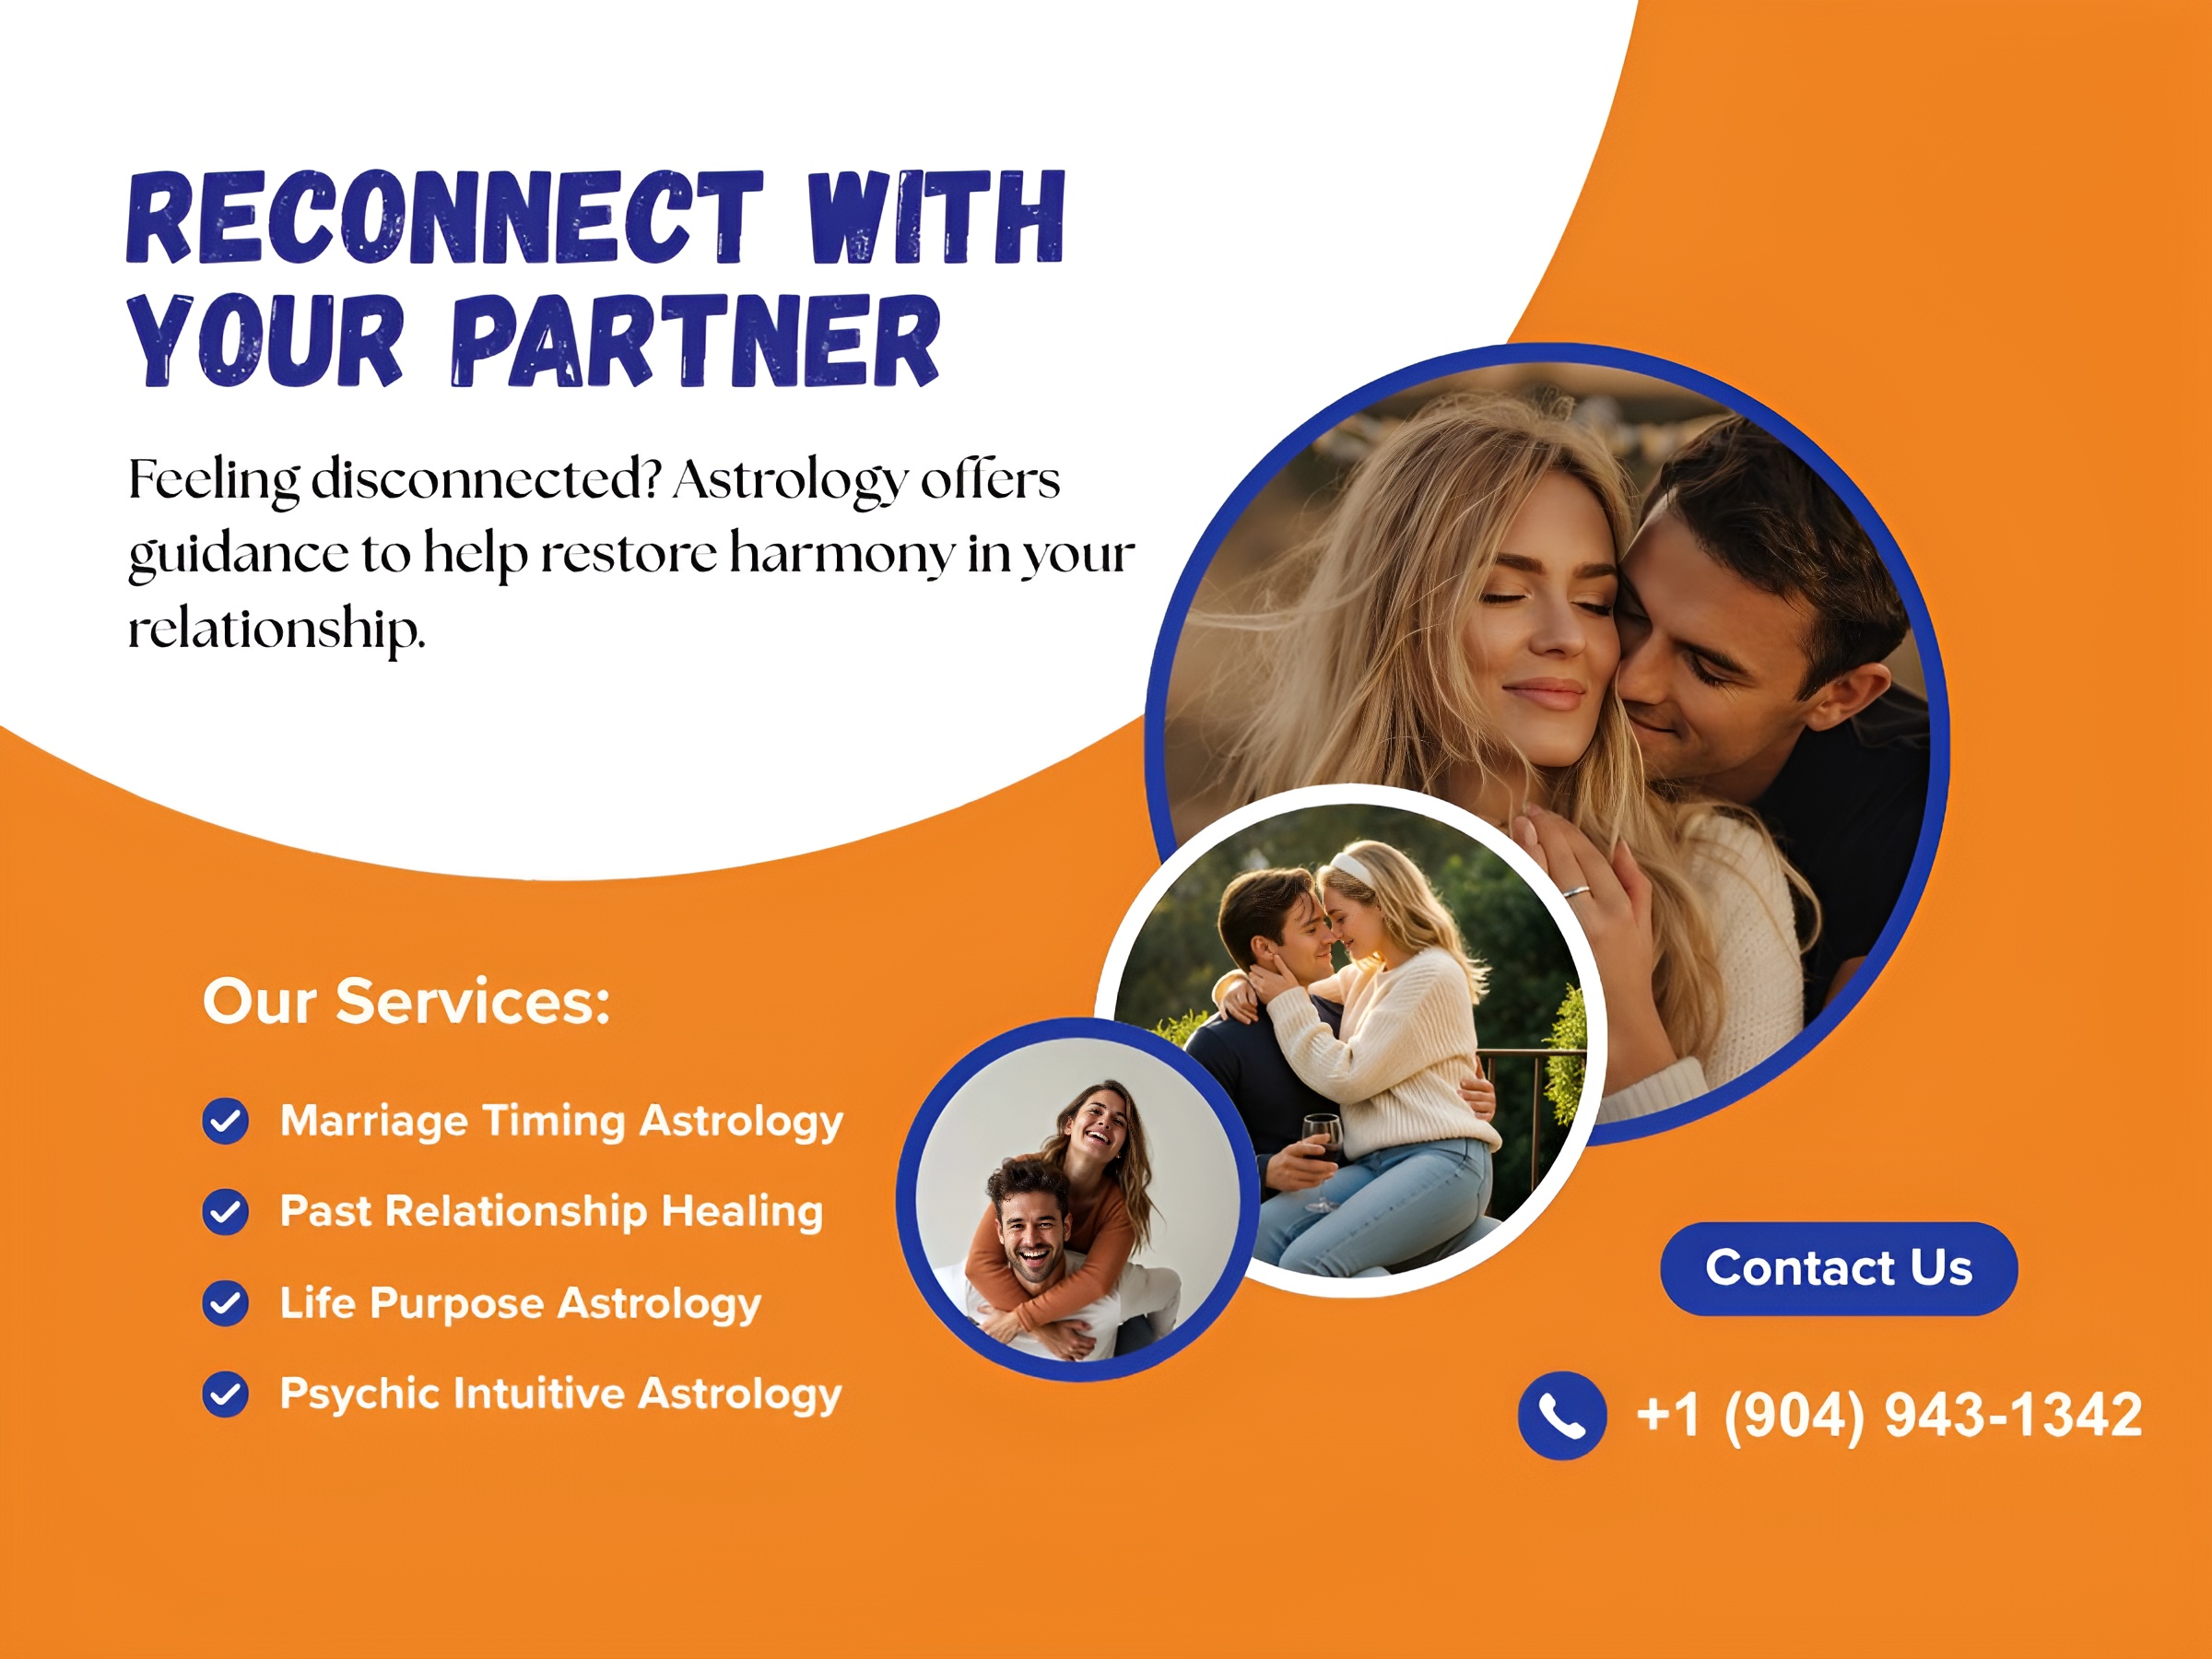 RECONNECT WITH
YOUR PARTNER
Feeling disconnected? Astrology offers
guidance to help restore harmony in your
relationship.
Our Services:
Marriage Timing Astrology
Past Relationship Healing
Life Purpose Astrology
Psychic Intuitive Astrology
Contact Us
+1 (904) 943-1342